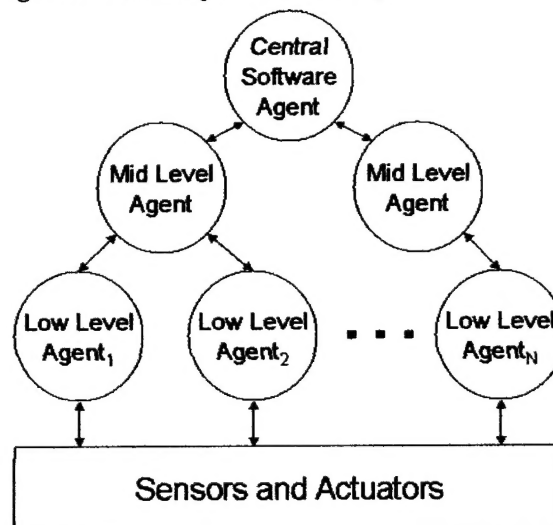 Central
Software
Agent
Mid Level
Agent
Mid Level
Agent
Low Level
Agent1
Low Level
Agent2
Low Level
AgentN
Sensors and Actuators